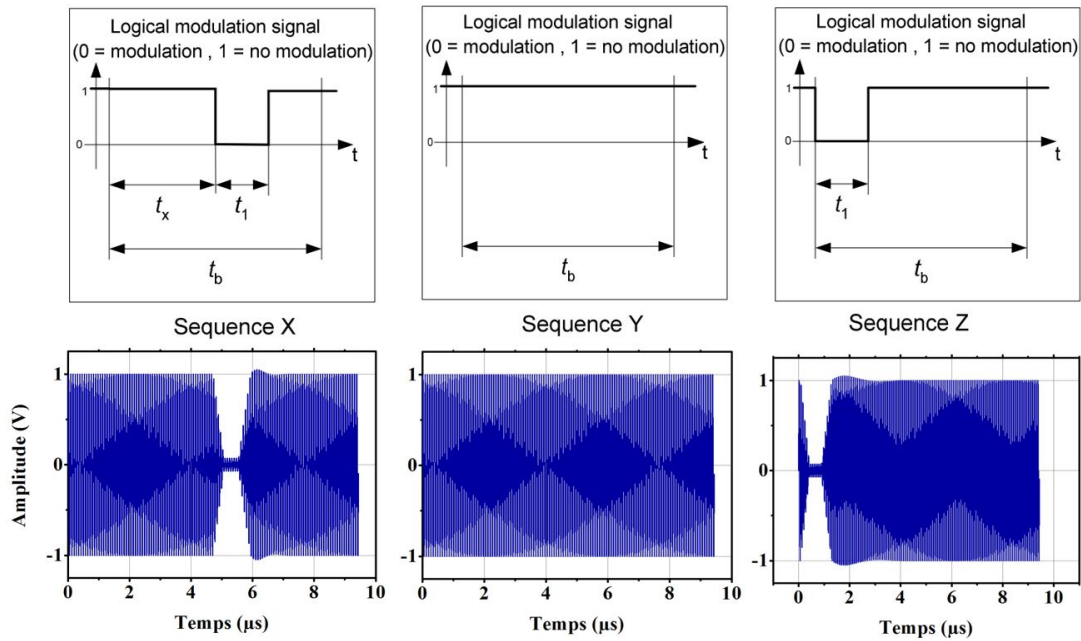 Logical modulation signal
(0 = modulation , 1 = no modulation)
1
0
t
tx
t1
tb
Logical modulation signal
(0 = modulation , 1 = no modulation)
1
0
t
tb
Logical modulation signal
(0 = modulation , 1 = no modulation)
1
0
t
t1
tb
Sequence X
Sequence Y
Sequence Z
Amplitude (V)
1
0
-1
0 2 4 6 8 10
Temps (µs)
0 2 4 6 8 10
Temps (µs)
1
0
-1
0 2 4 6 8 10
Temps (µs)